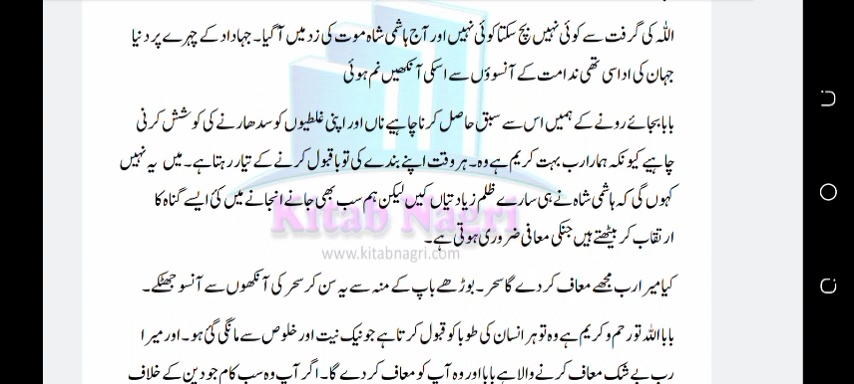 اللہ کی گرفت سے کوئی نہیں بچ سکتا کوئی نہیں اور آج ہاشمی شاہ موت کی زد میں آگیا۔ جہاداد کے چہرے پر دنیا
جہان کی اداسی تھی ندامت کے آنسوؤں سے اسکی آنکھیں نم ہوئی
بابا بجائے رونے کے ہمیں اس سے سبق حاصل کرنا چاہیے ناں اور اپنی غلطیوں کو سدھارنے کی کوشش کرنی
چاہیے کیونکہ ہمارا رب بہت کریم ہے وہ۔ ہر وقت اپنے بندے کی توبا قبول کرنے کے تیار رہتا ہے۔ میں یہ نہیں
کہوں گی کہ ہاشمی شاہ نے ہی سارے ظلم زیادتیاں کیں لیکن ہم سب بھی جانے انجانے میں کئ ایسے گناہ کا
ارتقاب کر بیٹھتے ہیں جنکی معافی ضروری ہوتی ہے۔
Kitab Nagri
www.kitabnagri.com
کیا میرا رب مجھے معاف کر دے گا سحر۔ بوڑھے باپ کے منہ سے یہ سن کر سحر کی آنکھوں سے آنسو جھٹکے۔
بابا اللہ تو رحم و کریم ہے وہ تو ہر انسان کی طوبا کو قبول کرتا ہے جو نیک نیت اور خلوص سے مانگی گئ ہو۔ اور میرا
رب بے شک معاف کرنے والا ہے بابا اور وہ آپ کو معاف کر دے گا۔ اگر آپ وہ سب کام جو دین کے خلاف